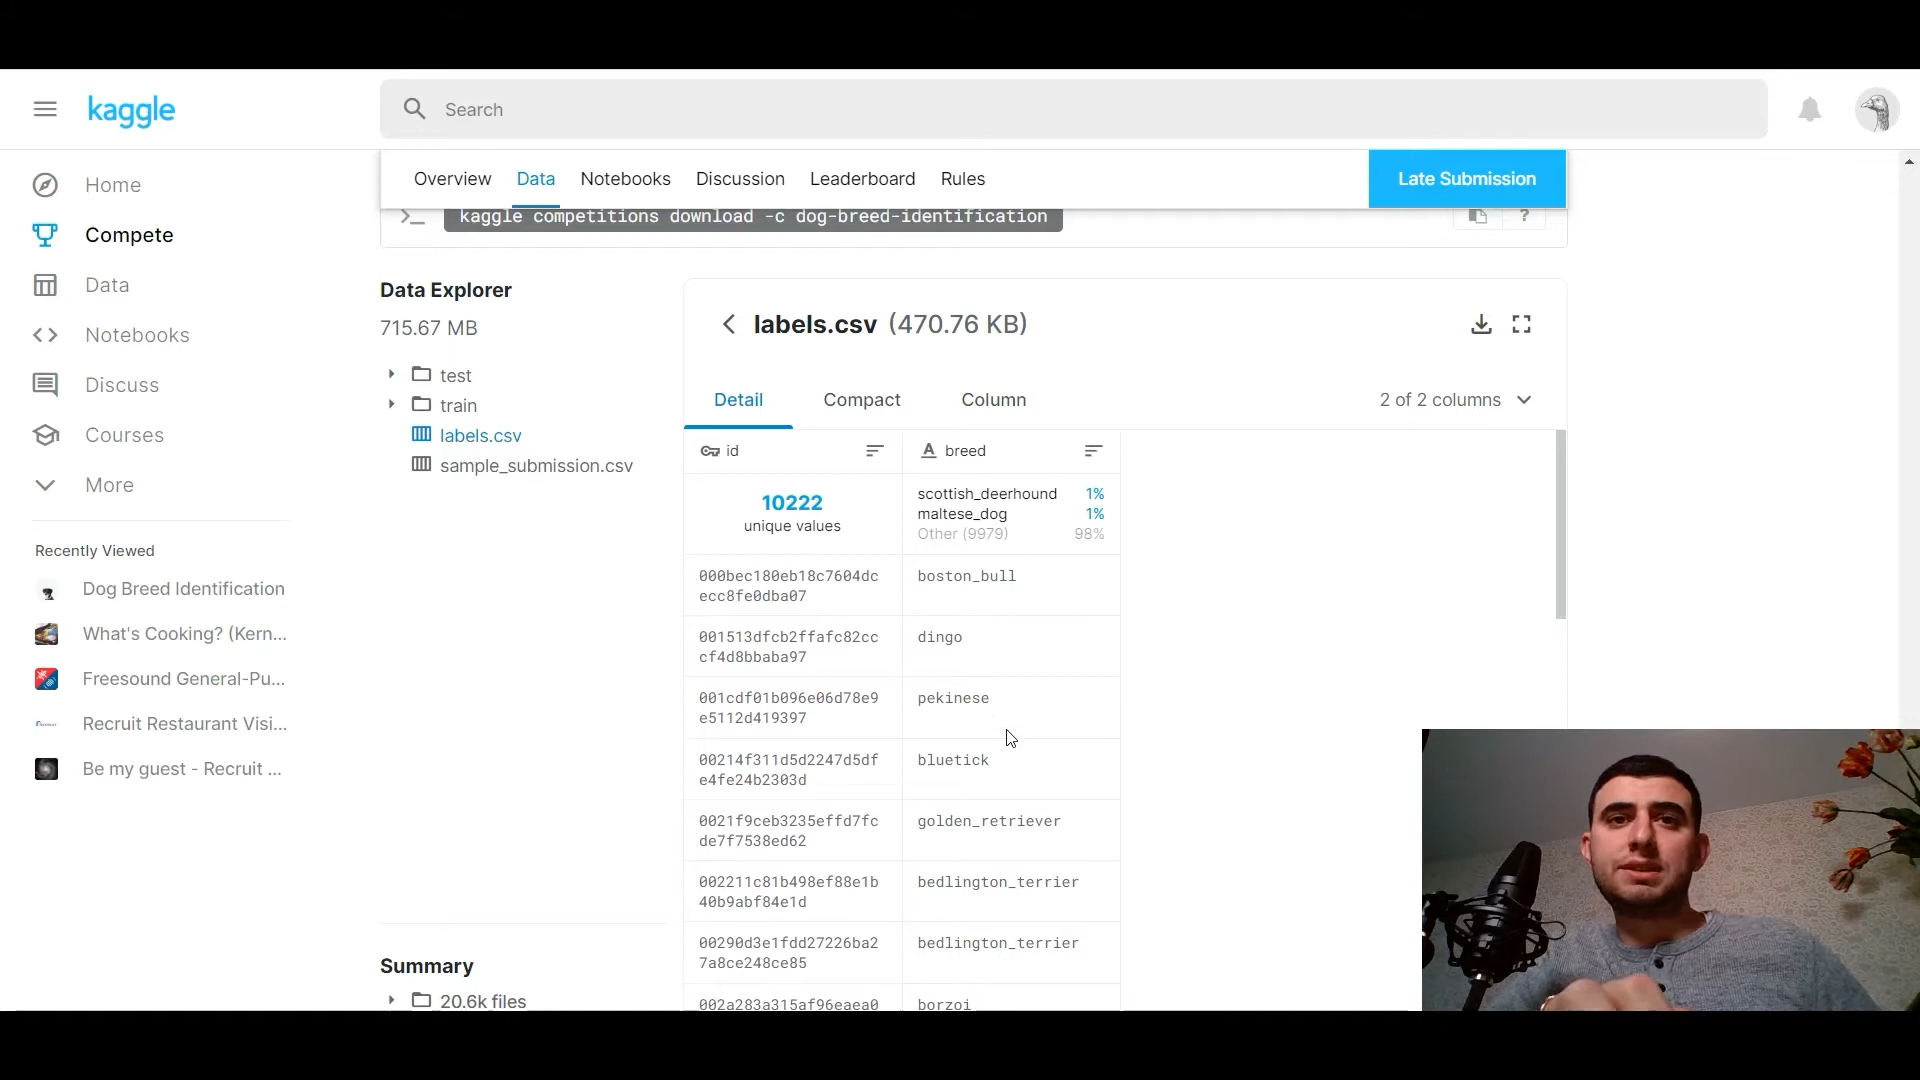 kaggle
Search
Overview
Data
Notebooks
Discussion
Leaderboard
Rules
Late Submission
>_ kaggle competitions download -c dog-breed-identification
?
Home
Compete
Data
Notebooks
Discuss
Courses
More
Recently Viewed
Dog Breed Identification
What's Cooking? (Kern...
Freesound General-Pu...
Recruit Restaurant Visi...
Be my guest - Recruit ...
Data Explorer
715.67 MB
test
train
labels.csv
sample_submission.csv
Summary
20.6k files
labels.csv (470.76 KB)
Detail
Compact
Column
2 of 2 columns
id
A breed
10222
unique values
scottish_deerhound 1%
maltese_dog 1%
Other (9979) 98%
000bec180eb18c7604dc
ecc8fe0dba07
boston_bull
001513dfcb2ffafc82cc
cf4d8bbaba97
dingo
001cdf01b096e06d78e9
e5112d419397
pekinese
00214f311d5d2247d5df
e4fe24b2303d
bluetick
0021f9ceb3235effd7fc
de7f7538ed62
golden_retriever
002211c81b498ef88e1b
40b9abf84e1d
bedlington_terrier
00290d3e1fdd27226ba2
7a8ce248ce85
bedlington_terrier
002a283a315af96eaea0
borzoi